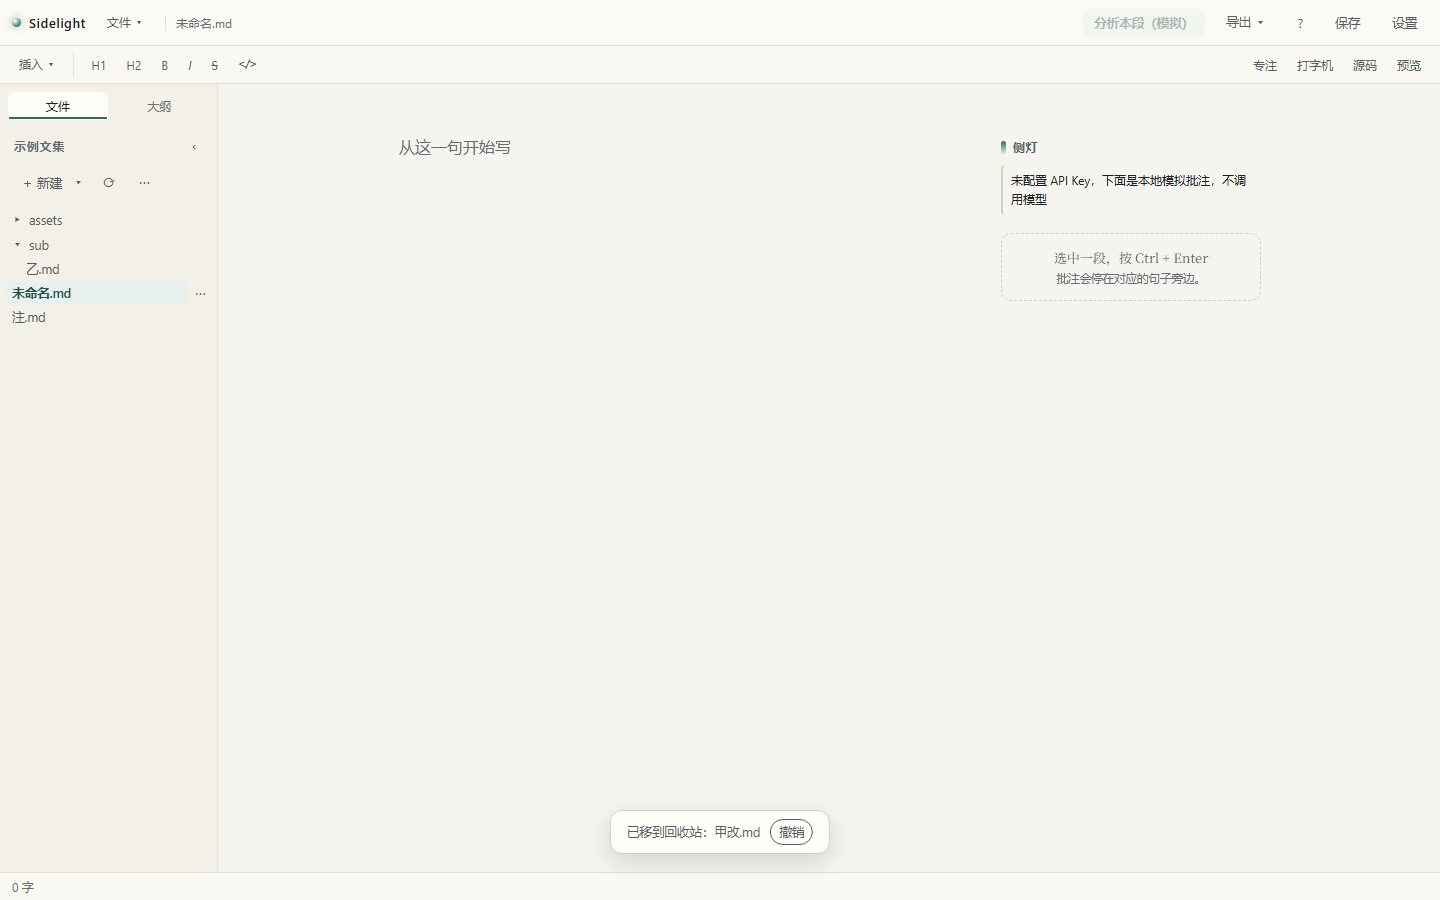 Sidelight 文件 未命名.md 分析本段（模拟） 导出 ? 保存 设置
插入 H1 H2 B I S </> 专注 打字机 源码 预览
文件 大纲
示例文集
+ 新建 ···
assets
sub
乙.md
未命名.md ···
注.md
从这一句开始写
侧灯
未配置 API Key，下面是本地模拟批注，不调
用模型
选中一段，按 Ctrl + Enter
批注会停在对应的句子旁边。
已移到回收站：甲改.md 撤销
0 字